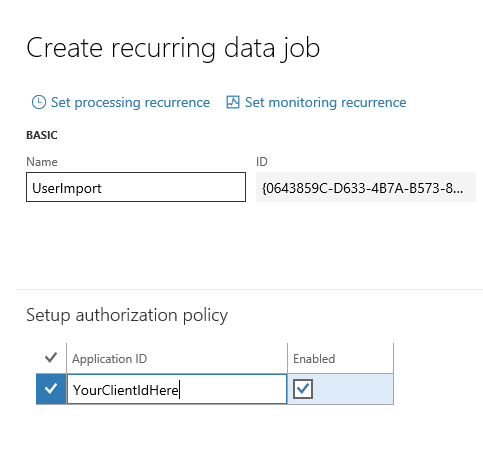 Create recurring data job
Set processing recurrence Set monitoring recurrence
BASIC
Name ID
UserImport {0643859C-D633-4B7A-B573-8...
Setup authorization policy
Application ID Enabled
YourClientIdHere